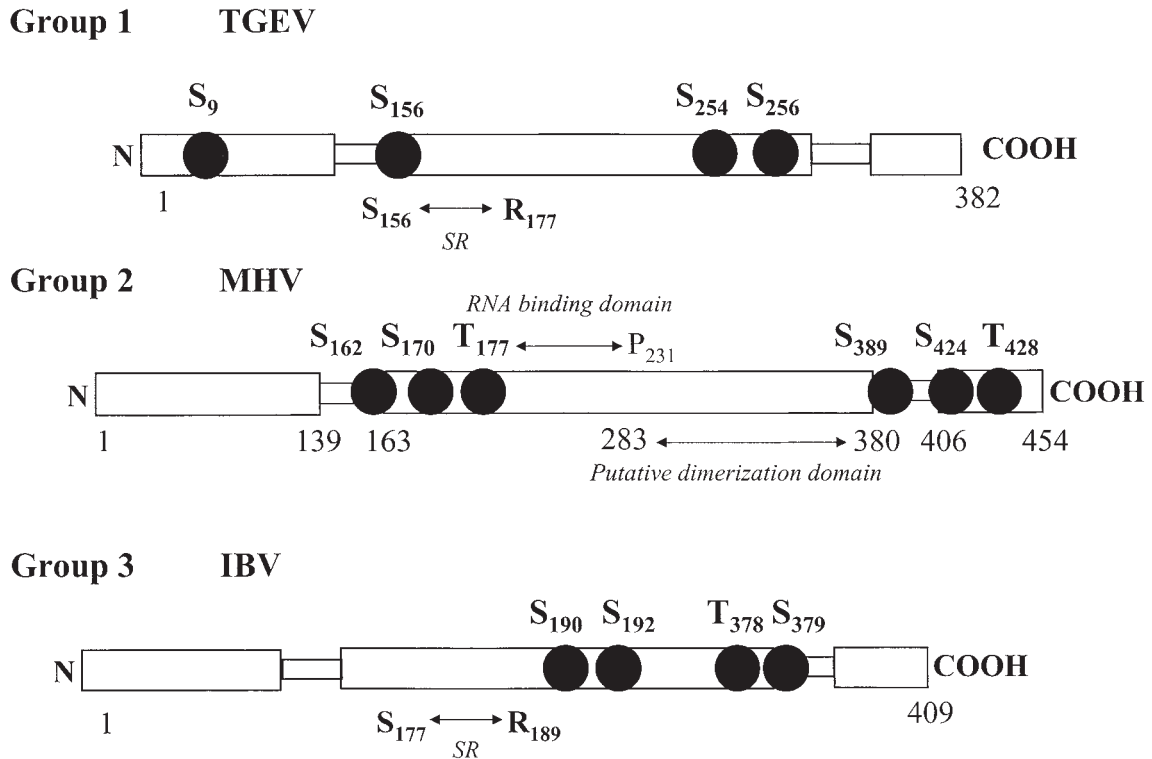 Group 1 TGEV
S9 S156 S254 S256
N COOH
1 S156 R177 382
SR
Group 2 MHV
RNA binding domain
S162 S170 T177 P231 S389 S424 T428
N COOH
1 139 163 283 380 406 454
Putative dimerization domain
Group 3 IBV
S190 S192 T378 S379
N COOH
1 S177 R189 409
SR